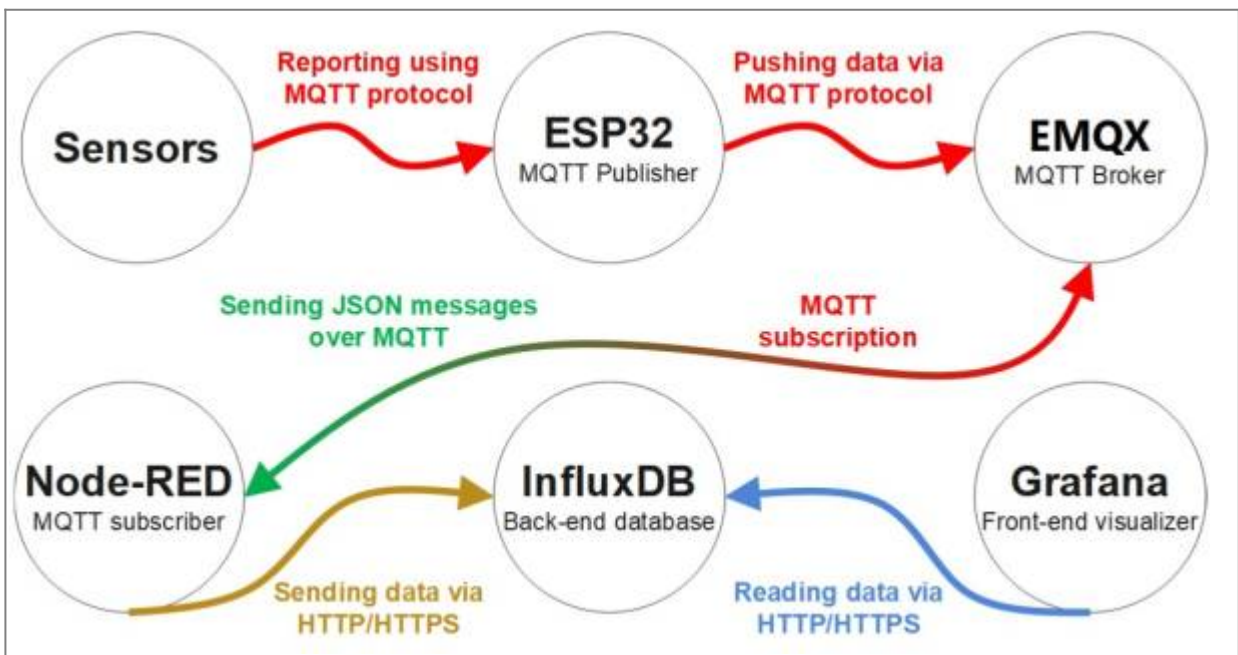 Reporting using
MQTT protocol
Pushing data via
MQTT protocol
Sensors
ESP32
MQTT Publisher
EMQX
MQTT Broker
Sending JSON messages
over MQTT
MQTT
subscription
Node-RED
MQTT subscriber
InfluxDB
Back-end database
Grafana
Front-end visualizer
Sending data via
HTTP/HTTPS
Reading data via
HTTP/HTTPS